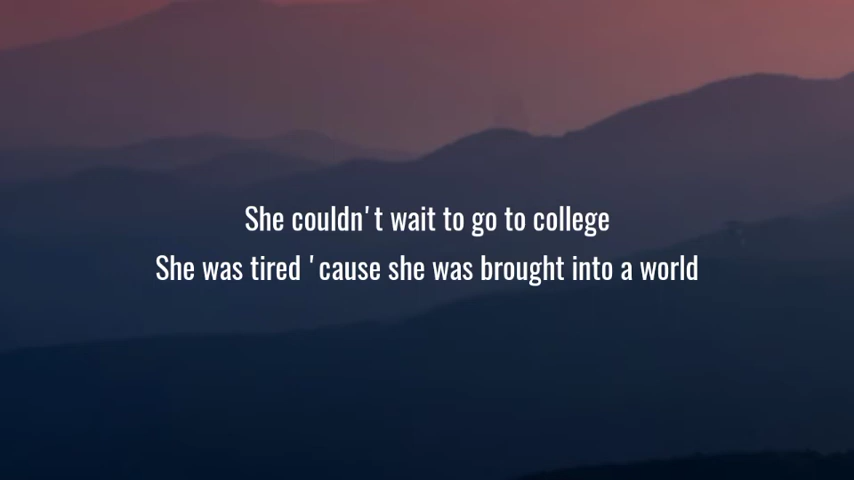 She couldn't wait to go to college
She was tired 'cause she was brought into a world